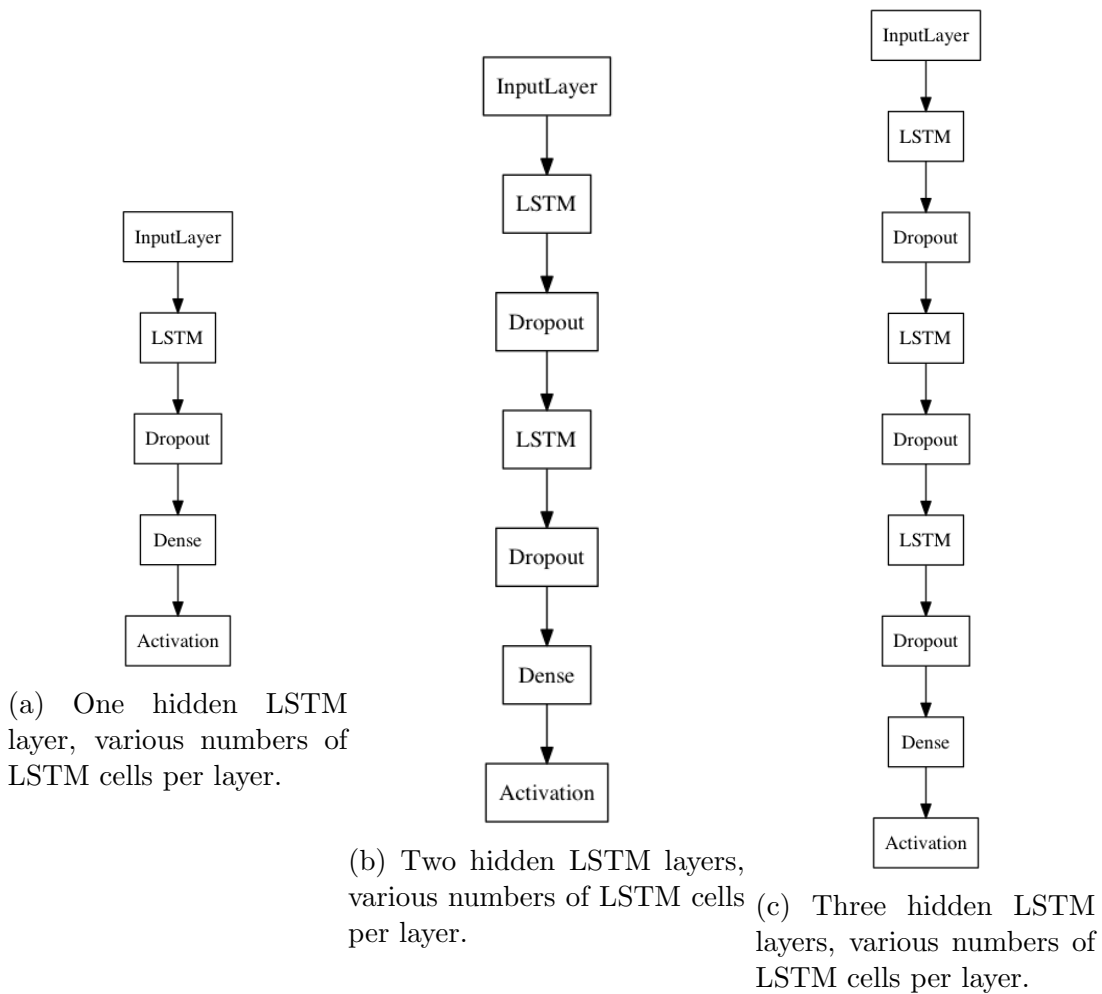 InputLayer
LSTM
Dropout
Dense
Activation
(a) One hidden LSTM
layer, various numbers of
LSTM cells per layer.
InputLayer
LSTM
Dropout
LSTM
Dropout
Dense
Activation
(b) Two hidden LSTM layers,
various numbers of LSTM cells
per layer.
InputLayer
LSTM
Dropout
LSTM
Dropout
LSTM
Dropout
Dense
Activation
(c) Three hidden LSTM
layers, various numbers of
LSTM cells per layer.